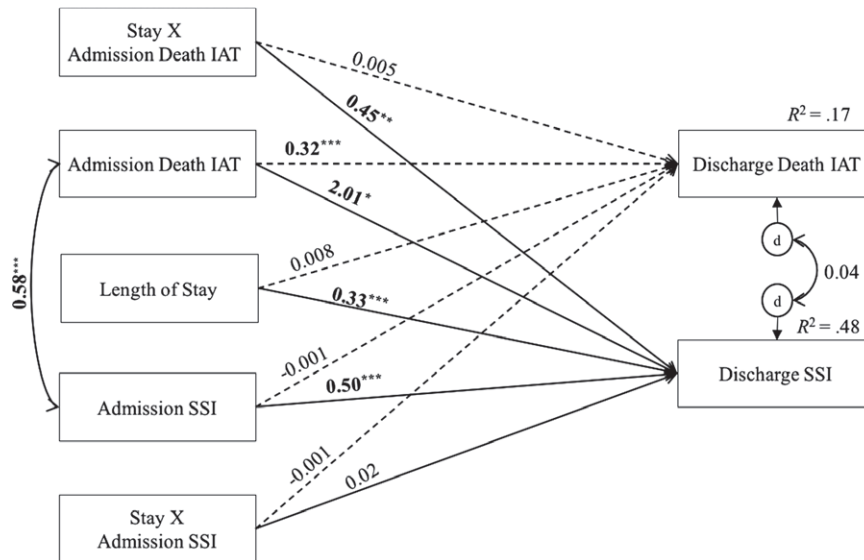 Stay X
Admission Death IAT
0.005
0.45**
R² = .17
Admission Death IAT
0.32***
Discharge Death IAT
2.01*
d
0.58***
Length of Stay
0.008
0.33***
0.04
d
R² = .48
-0.001
Admission SSI
0.50***
Discharge SSI
-0.001
0.02
Stay X
Admission SSI